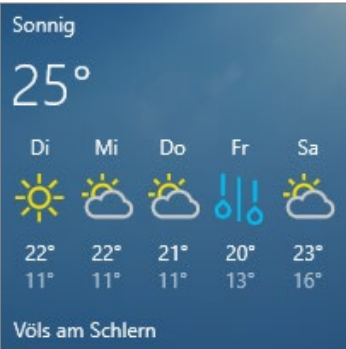 Sonnig
25°
Di Mi Do Fr Sa
22° 22° 21° 20° 23°
11° 11° 11° 13° 16°
Völs am Schlern